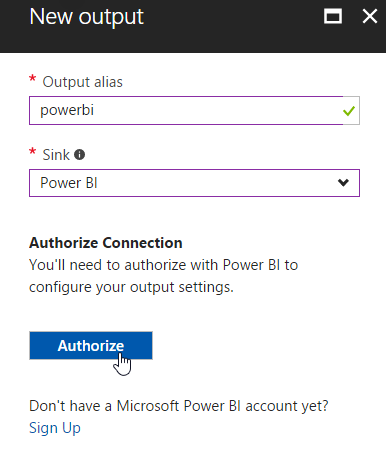 New output
* Output alias
powerbi
* Sink
Power BI
Authorize Connection
You'll need to authorize with Power BI to
configure your output settings.
Authorize
Don't have a Microsoft Power BI account yet?
Sign Up